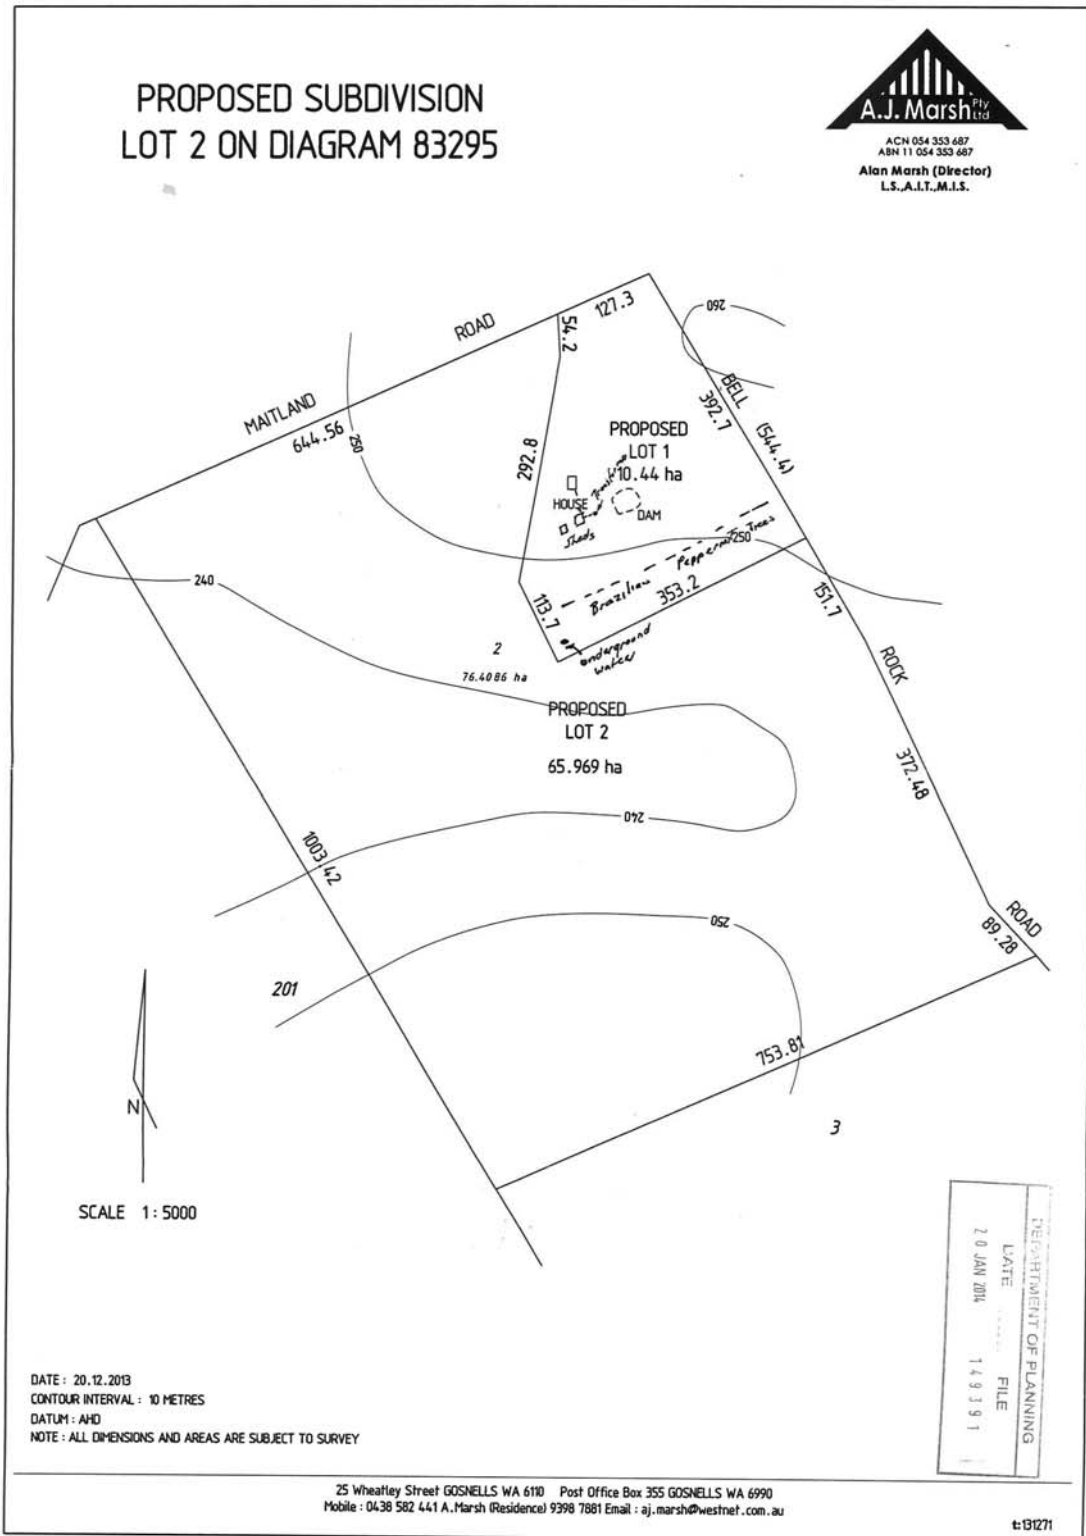 PROPOSED SUBDIVISION
LOT 2 ON DIAGRAM 83295
A.J. Marsh Pty Ltd
ACN 054 353 687
ABN 11 054 353 687
Alan Marsh (Director)
L.S.,A.I.T.,M.I.S.
127.3
260
ROAD
54.2
MAITLAND
644.56
250
BELL
392.7
(544.4)
292.8
PROPOSED
LOT 1
10.44 ha
HOUSE
DAM
Sheds
250
Brazilian Pepper Trees
353.2
240
113.7
151.7
underground
water
2
76.4086 ha
ROCK
PROPOSED
LOT 2
65.969 ha
372.48
240
1003.42
250
ROAD
89.28
201
753.81
3
N
SCALE 1: 5000
DEPARTMENT OF PLANNING
DATE FILE
20 JAN 2014 149391
DATE : 20.12.2013
CONTOUR INTERVAL : 10 METRES
DATUM : AHD
NOTE : ALL DIMENSIONS AND AREAS ARE SUBJECT TO SURVEY
25 Wheatley Street GOSNELLS WA 6110 Post Office Box 355 GOSNELLS WA 6990
Mobile : 0438 582 441 A.Marsh (Residence) 9398 7881 Email : aj.marsh@westnet.com.au
t:131271